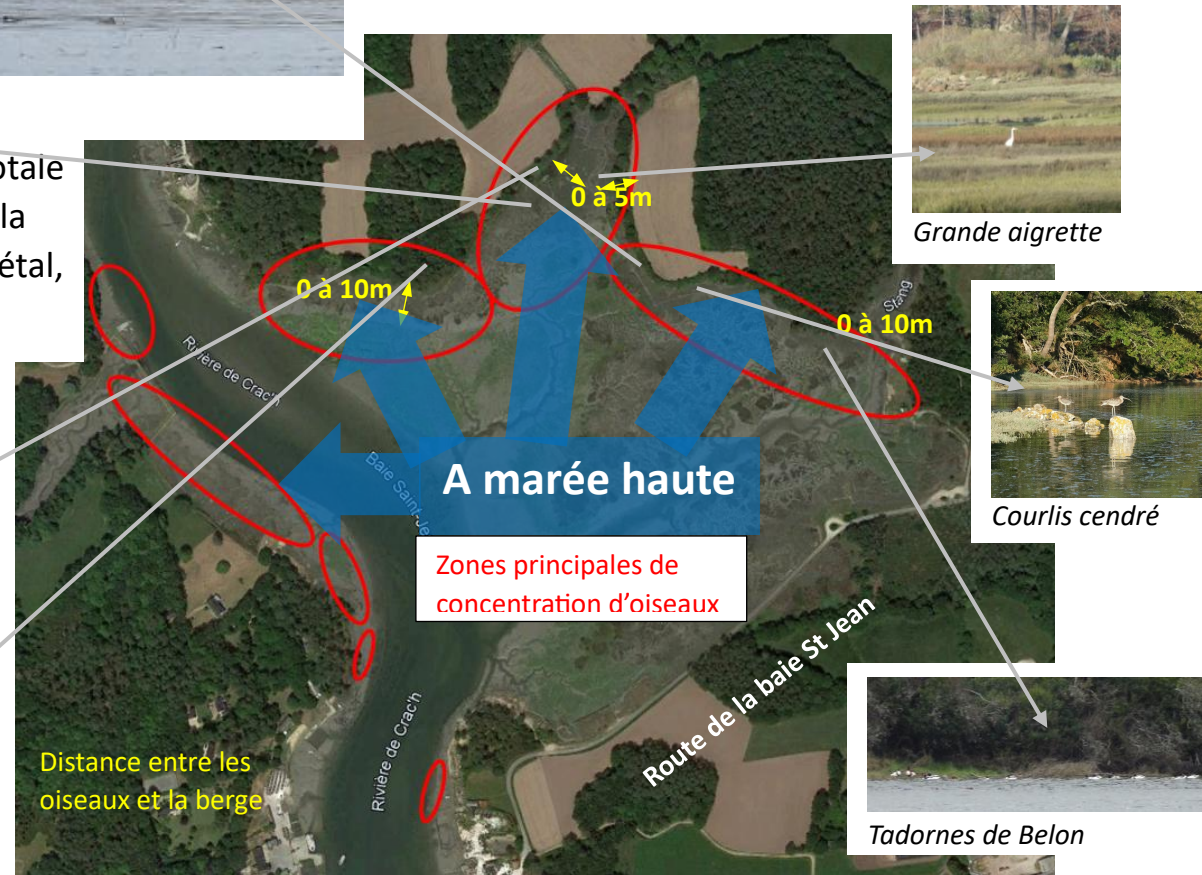 otale
la
étal,
0 à 5m
Grande aigrette
0 à 10m
Steng
0 à 10m
Rivière de Crac'h
Baie Saint-Je
A marée haute
Courlis cendré
Zones principales de
concentration d'oiseaux
Route de la baie St Jean
Rivière de Crac'h
Distance entre les
oiseaux et la berge
Tadornes de Belon